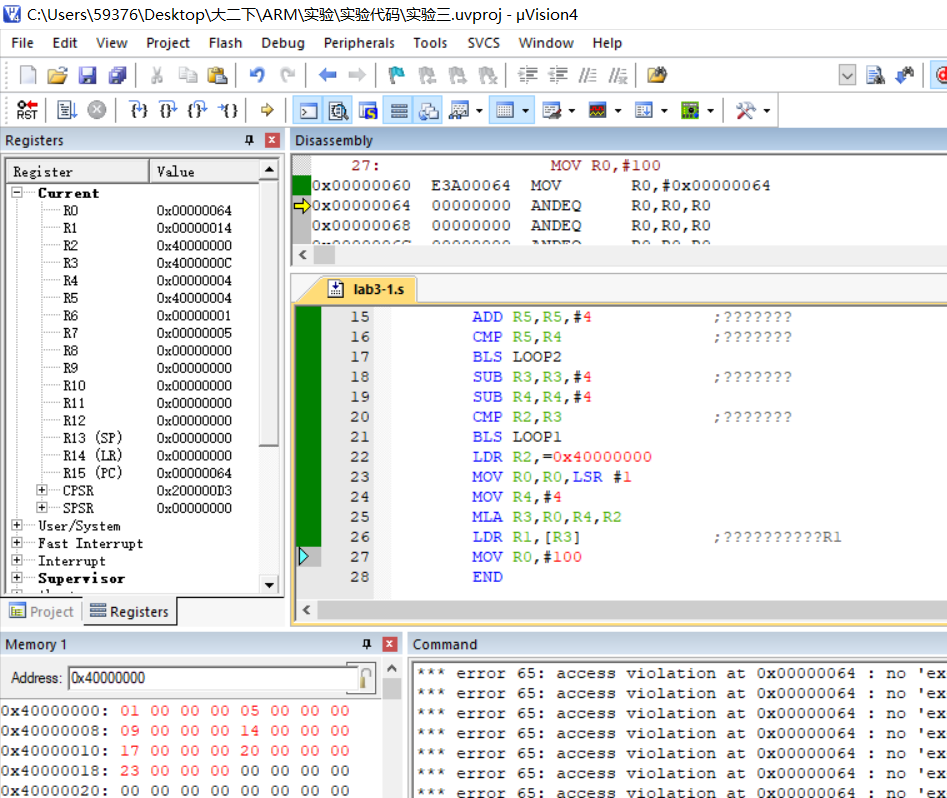 C:\Users\59376\Desktop\大二下\ARM\实验\实验代码\实验三.uvproj - µVision4
File Edit View Project Flash Debug Peripherals Tools SVCS Window Help
RST
Registers
Register Value
Current
R0 0x00000064
R1 0x00000014
R2 0x40000000
R3 0x4000000C
R4 0x00000004
R5 0x40000004
R6 0x00000001
R7 0x00000005
R8 0x00000000
R9 0x00000000
R10 0x00000000
R11 0x00000000
R12 0x00000000
R13 (SP) 0x00000000
R14 (LR) 0x00000000
R15 (PC) 0x00000064
CPSR 0x200000D3
SPSR 0x00000000
User/System
Fast Interrupt
Interrupt
Supervisor
Project Registers
Disassembly
27: MOV R0,#100
0x00000060 E3A00064 MOV R0,#0x00000064
0x00000064 00000000 ANDEQ R0,R0,R0
0x00000068 00000000 ANDEQ R0,R0,R0
0x0000006C 00000000 ANDEQ R0,R0,R0
lab3-1.s
15 ADD R5,R5,#4 ;???????
16 CMP R5,R4 ;???????
17 BLS LOOP2
18 SUB R3,R3,#4 ;???????
19 SUB R4,R4,#4
20 CMP R2,R3 ;???????
21 BLS LOOP1
22 LDR R2,=0x40000000
23 MOV R0,R0,LSR #1
24 MOV R4,#4
25 MLA R3,R0,R4,R2
26 LDR R1,[R3] ;??????????R1
27 MOV R0,#100
28 END
Memory 1
Address: 0x40000000
0x40000000: 01 00 00 00 05 00 00 00
0x40000008: 09 00 00 00 14 00 00 00
0x40000010: 17 00 00 00 20 00 00 00
0x40000018: 23 00 00 00 00 00 00 00
0x40000020: 00 00 00 00 00 00 00 00
Command
*** error 65: access violation at 0x00000064 : no 'ex
*** error 65: access violation at 0x00000064 : no 'ex
*** error 65: access violation at 0x00000064 : no 'ex
*** error 65: access violation at 0x00000064 : no 'ex
*** error 65: access violation at 0x00000064 : no 'ex
*** error 65: access violation at 0x00000064 : no 'ex
*** error 65: access violation at 0x00000064 : no 'ex